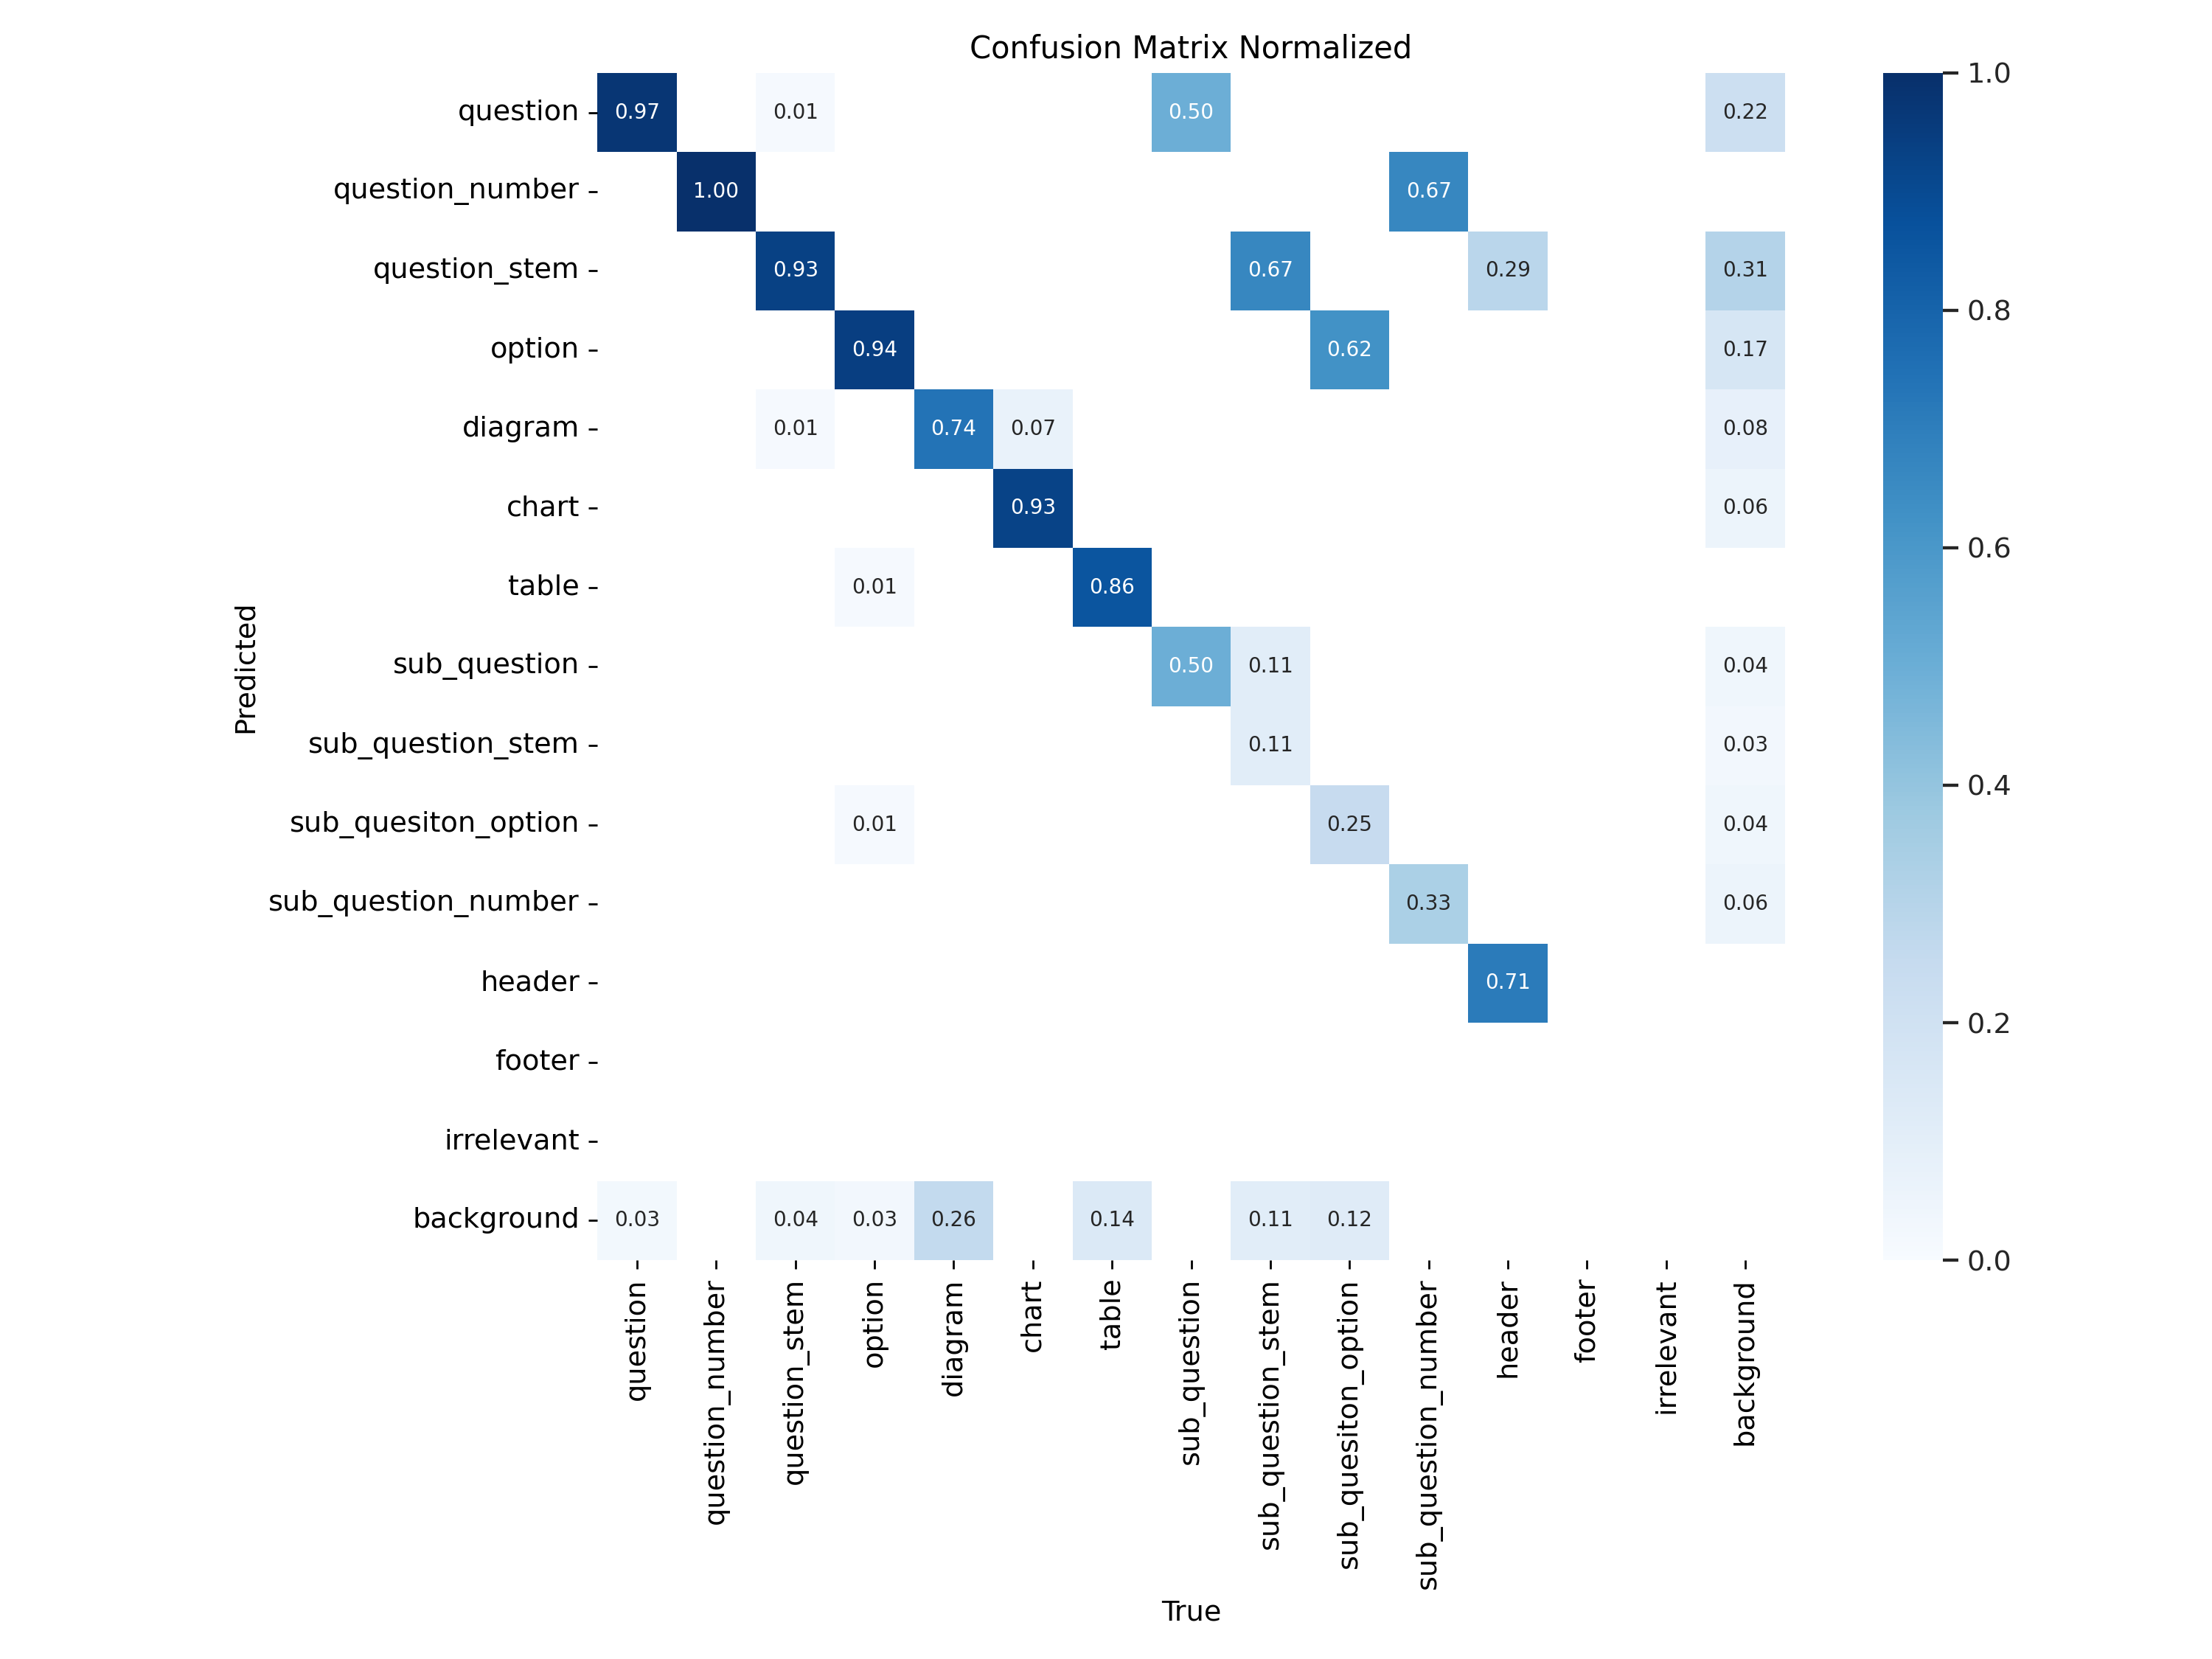 Confusion Matrix Normalized
question 0.97 0.01 0.50 0.22
question_number 1.00 0.67
question_stem 0.93 0.67 0.29 0.31
option 0.94 0.62 0.17
diagram 0.01 0.74 0.07 0.08
chart 0.93 0.06
table 0.01 0.86
sub_question 0.50 0.11 0.04
sub_question_stem 0.11 0.03
sub_quesiton_option 0.01 0.25 0.04
sub_question_number 0.33 0.06
header 0.71
footer
irrelevant
background 0.03 0.04 0.03 0.26 0.14 0.11 0.12
Predicted
question
question_number
question_stem
option
diagram
chart
table
sub_question
sub_question_stem
sub_quesiton_option
sub_question_number
header
footer
irrelevant
background
True
1.0
0.8
0.6
0.4
0.2
0.0